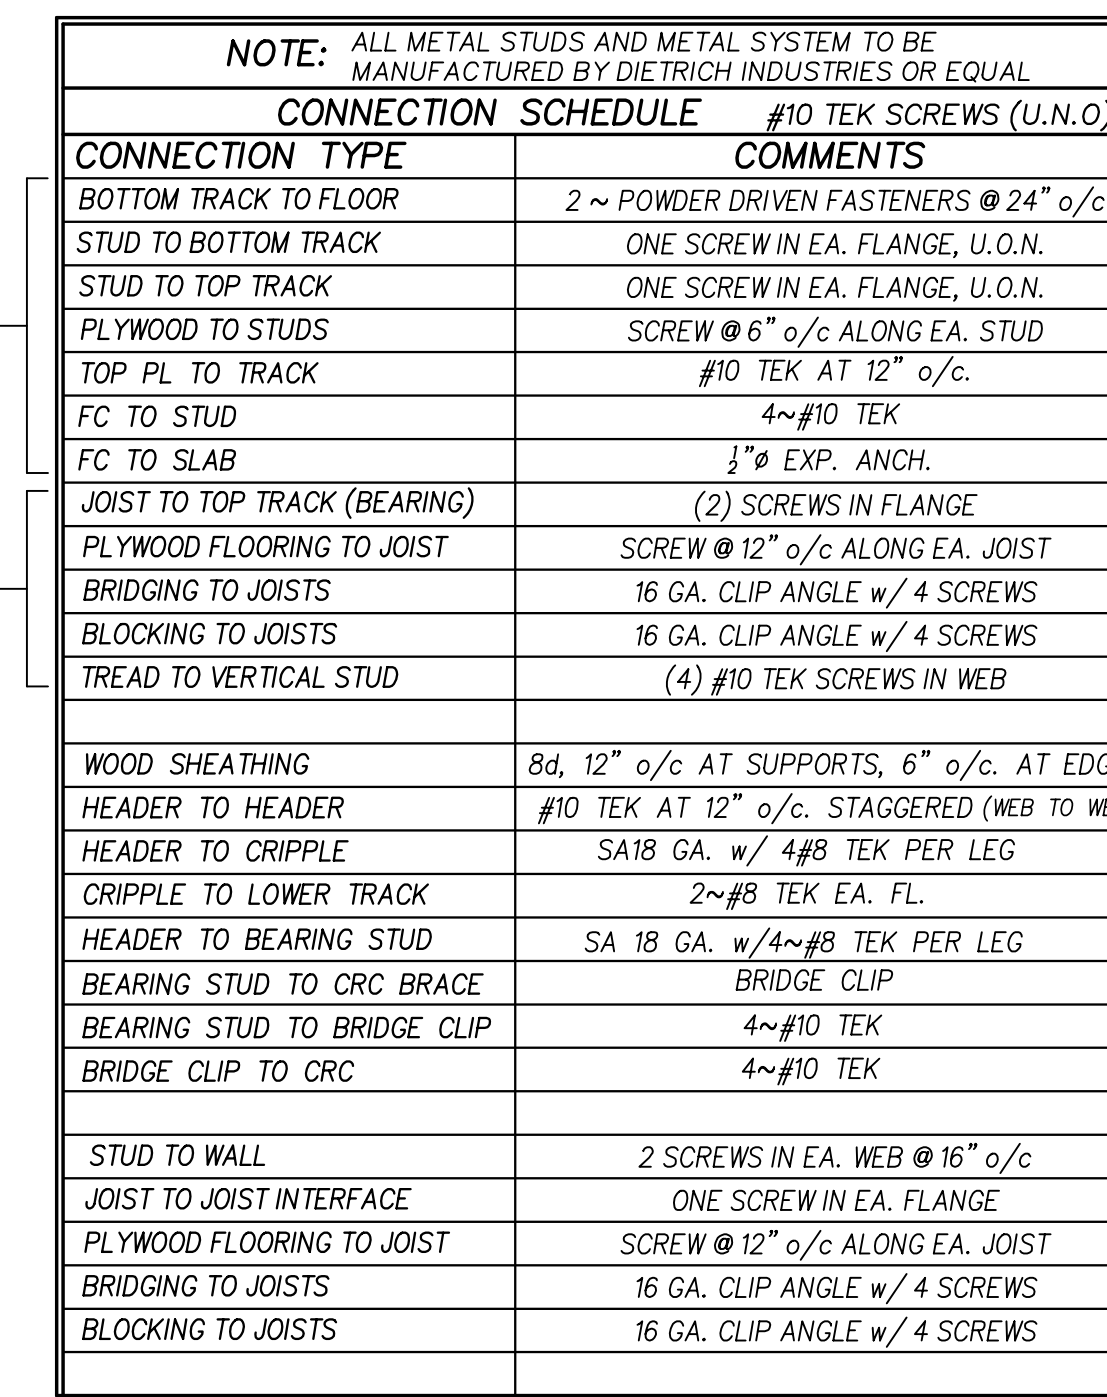 NOTE: ALL METAL STUDS AND METAL SYSTEM TO BE
MANUFACTURED BY DIETRICH INDUSTRIES OR EQUAL
CONNECTION SCHEDULE #10 TEK SCREWS (U.N.O)
CONNECTION TYPE COMMENTS
BOTTOM TRACK TO FLOOR 2 ~ POWDER DRIVEN FASTENERS @ 24" o/c
STUD TO BOTTOM TRACK ONE SCREW IN EA. FLANGE, U.O.N.
STUD TO TOP TRACK ONE SCREW IN EA. FLANGE, U.O.N.
PLYWOOD TO STUDS SCREW @ 6" o/c ALONG EA. STUD
TOP PL TO TRACK #10 TEK AT 12" o/c.
FC TO STUD 4~#10 TEK
FC TO SLAB 1/2"ø EXP. ANCH.
JOIST TO TOP TRACK (BEARING) (2) SCREWS IN FLANGE
PLYWOOD FLOORING TO JOIST SCREW @ 12" o/c ALONG EA. JOIST
BRIDGING TO JOISTS 16 GA. CLIP ANGLE w/ 4 SCREWS
BLOCKING TO JOISTS 16 GA. CLIP ANGLE w/ 4 SCREWS
TREAD TO VERTICAL STUD (4) #10 TEK SCREWS IN WEB
WOOD SHEATHING 8d, 12" o/c AT SUPPORTS, 6" o/c. AT
HEADER TO HEADER #10 TEK AT 12" o/c. STAGGERED (WEB TO
HEADER TO CRIPPLE SA18 GA. w/ 4#8 TEK PER LEG
CRIPPLE TO LOWER TRACK 2~#8 TEK EA. FL.
HEADER TO BEARING STUD SA 18 GA. w/4~#8 TEK PER LEG
BEARING STUD TO CRC BRACE BRIDGE CLIP
BEARING STUD TO BRIDGE CLIP 4~#10 TEK
BRIDGE CLIP TO CRC 4~#10 TEK
STUD TO WALL 2 SCREWS IN EA. WEB @ 16" o/c
JOIST TO JOIST INTERFACE ONE SCREW IN EA. FLANGE
PLYWOOD FLOORING TO JOIST SCREW @ 12" o/c ALONG EA. JOIST
BRIDGING TO JOISTS 16 GA. CLIP ANGLE w/ 4 SCREWS
BLOCKING TO JOISTS 16 GA. CLIP ANGLE w/ 4 SCREWS